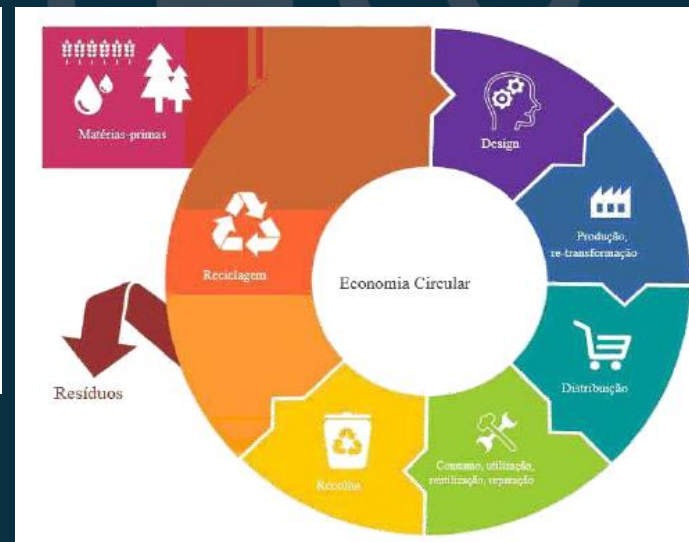 Matérias-primas
Design
Produção,
re-transformação
Reciclagem
Economia Circular
Distribuição
Resíduos
Consumo, utilização,
reutilização, reparação
Recolha